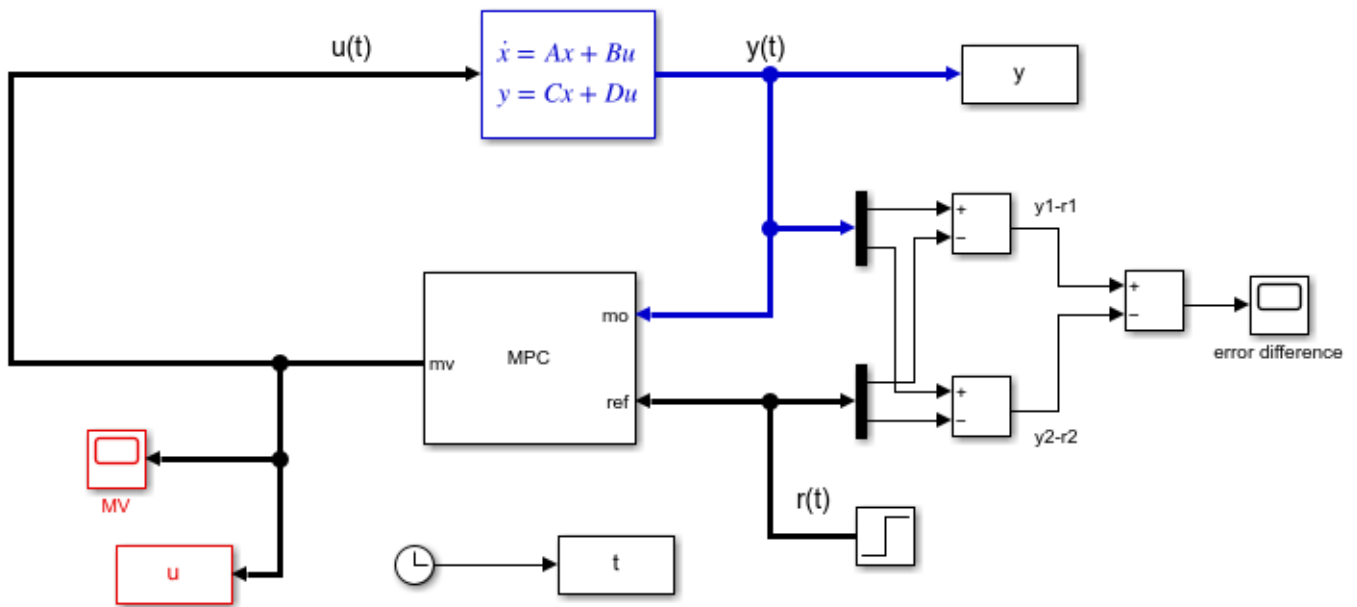 u(t)
ẋ = Ax + Bu
y = Cx + Du
y(t)
y
+
−
y1-r1
mo
MPC
mv
ref
+
−
error difference
+
−
y2-r2
MV
r(t)
u
t